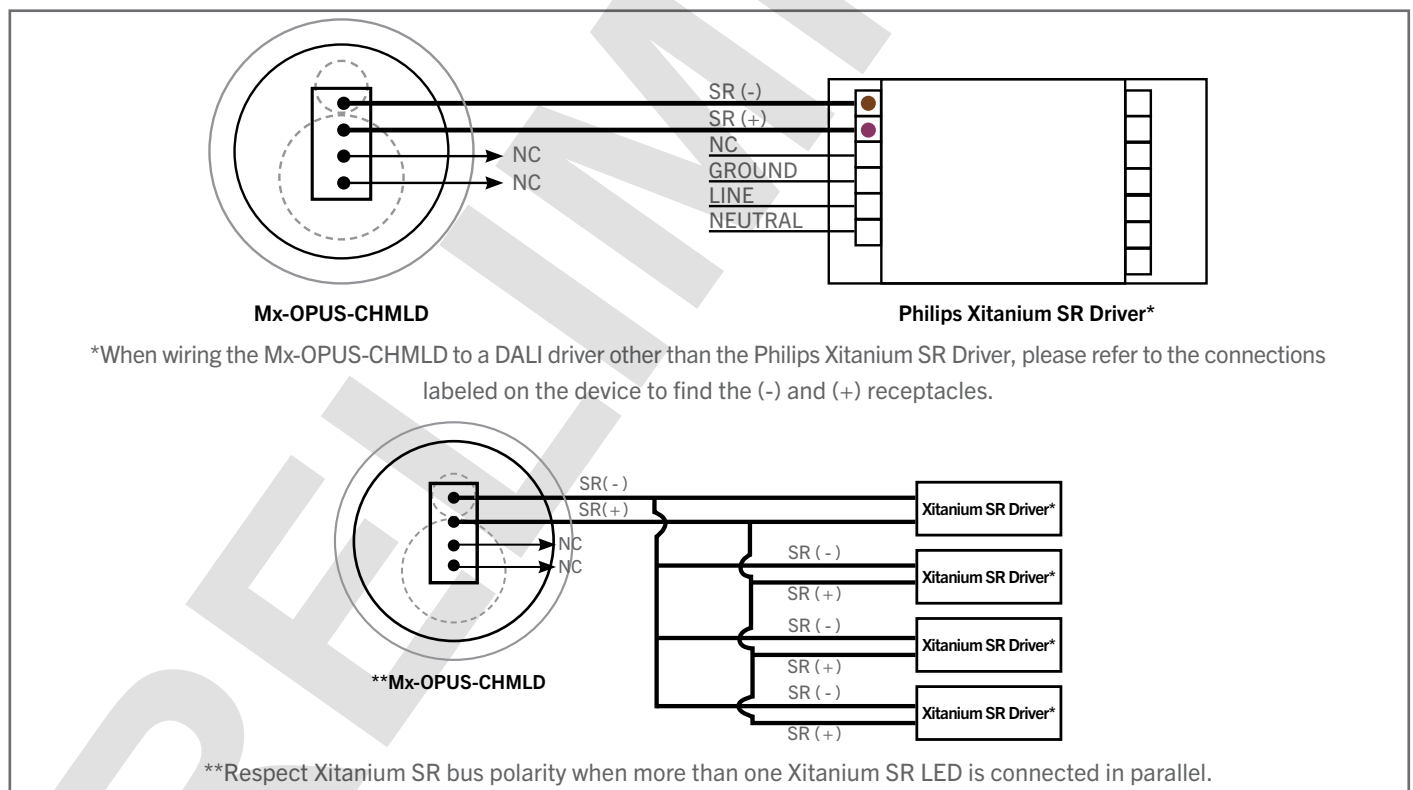 SR (-)
SR (+)
NC
NC
NC
GROUND
LINE
NEUTRAL
Mx-OPUS-CHMLD
Philips Xitanium SR Driver*
*When wiring the Mx-OPUS-CHMLD to a DALI driver other than the Philips Xitanium SR Driver, please refer to the connections
labeled on the device to find the (-) and (+) receptacles.
SR( - )
SR(+)
NC
NC
Xitanium SR Driver*
SR ( - )
SR ( + )
Xitanium SR Driver*
SR ( - )
SR ( + )
Xitanium SR Driver*
SR ( - )
SR ( + )
Xitanium SR Driver*
**Mx-OPUS-CHMLD
**Respect Xitanium SR bus polarity when more than one Xitanium SR LED is connected in parallel.